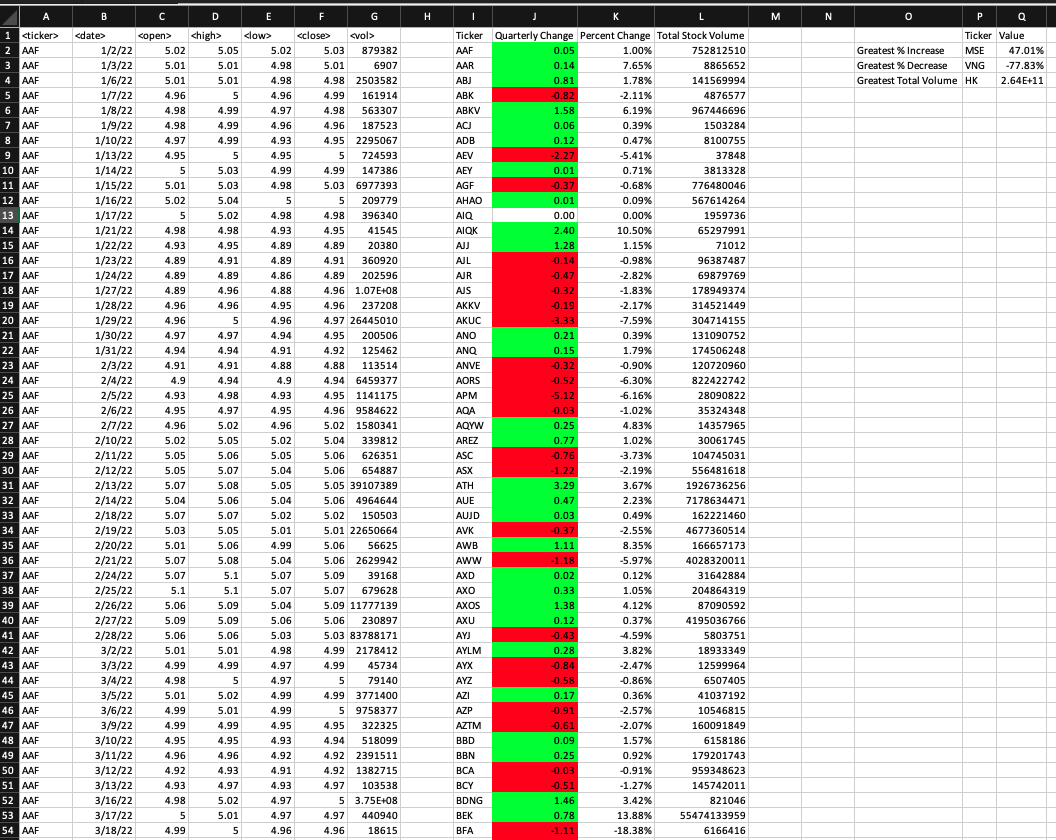 A B C D E F G H I J K L M N O P Q
1 <ticker> <date> <open> <high> <low> <close> <vol> Ticker Quarterly Change Percent Change Total Stock Volume Ticker Value
2 AAF 1/2/22 5.02 5.05 5.02 5.03 879382 AAF 0.05 1.00% 752812510 Greatest % Increase MSE 47.01%
3 AAF 1/3/22 5.01 5.01 4.98 5.01 6907 AAR 0.14 7.65% 8865652 Greatest % Decrease VNG -77.83%
4 AAF 1/6/22 5.01 5.01 4.98 4.98 2503582 ABJ 0.81 1.78% 141569994 Greatest Total Volume HK 2.64E+11
5 AAF 1/7/22 4.96 5 4.96 4.99 161914 ABK -0.82 -2.11% 4876577
6 AAF 1/8/22 4.98 4.99 4.97 4.98 563307 ABKV 1.58 6.19% 967446696
7 AAF 1/9/22 4.98 4.99 4.96 4.96 187523 ACJ 0.06 0.39% 1503284
8 AAF 1/10/22 4.97 4.99 4.93 4.95 2295067 ADB 0.12 0.47% 8100755
9 AAF 1/13/22 4.95 5 4.95 5 724593 AEV -2.27 -5.41% 37848
10 AAF 1/14/22 5 5.03 4.99 4.99 147386 AEY 0.01 0.71% 3813328
11 AAF 1/15/22 5.01 5.03 4.98 5.03 6977393 AGF -0.37 -0.68% 776480046
12 AAF 1/16/22 5.02 5.04 5 5 209779 AHAO 0.01 0.09% 567614264
13 AAF 1/17/22 5 5.02 4.98 4.98 396340 AIQ 0.00 0.00% 1959736
14 AAF 1/21/22 4.98 4.98 4.93 4.95 41545 AIQK 2.40 10.50% 65297991
15 AAF 1/22/22 4.93 4.95 4.89 4.89 20380 AJJ 1.28 1.15% 71012
16 AAF 1/23/22 4.89 4.91 4.89 4.91 360920 AJL -0.14 -0.98% 96387487
17 AAF 1/24/22 4.89 4.89 4.86 4.89 202596 AJR -0.47 -2.82% 69879769
18 AAF 1/27/22 4.89 4.96 4.88 4.96 1.07E+08 AJS -0.32 -1.83% 178949374
19 AAF 1/28/22 4.96 4.96 4.95 4.96 237208 AKKV -0.19 -2.17% 314521449
20 AAF 1/29/22 4.96 5 4.96 4.97 26445010 AKUC -3.33 -7.59% 304714155
21 AAF 1/30/22 4.97 4.97 4.94 4.95 200506 ANO 0.21 0.39% 131090752
22 AAF 1/31/22 4.94 4.94 4.91 4.92 125462 ANQ 0.15 1.79% 174506248
23 AAF 2/3/22 4.91 4.91 4.88 4.88 113514 ANVE -0.32 -0.90% 120720960
24 AAF 2/4/22 4.9 4.94 4.9 4.94 6459377 AORS -0.52 -6.30% 822422742
25 AAF 2/5/22 4.93 4.98 4.93 4.95 1141175 APM -5.12 -6.16% 28090822
26 AAF 2/6/22 4.95 4.97 4.95 4.96 9584622 AQA -0.03 -1.02% 35324348
27 AAF 2/7/22 4.96 5.02 4.96 5.02 1580341 AQYW 0.25 4.83% 14357965
28 AAF 2/10/22 5.02 5.05 5.02 5.04 339812 AREZ 0.77 1.02% 30061745
29 AAF 2/11/22 5.05 5.06 5.05 5.06 626351 ASC -0.76 -3.73% 104745031
30 AAF 2/12/22 5.05 5.07 5.04 5.06 654887 ASX -1.22 -2.19% 556481618
31 AAF 2/13/22 5.07 5.08 5.05 5.05 39107389 ATH 3.29 3.67% 1926736256
32 AAF 2/14/22 5.04 5.06 5.04 5.06 4964644 AUE 0.47 2.23% 7178634471
33 AAF 2/18/22 5.07 5.07 5.02 5.02 150503 AUJD 0.03 0.49% 162221460
34 AAF 2/19/22 5.03 5.05 5.01 5.01 22650664 AVK -0.37 -2.55% 4677360514
35 AAF 2/20/22 5.01 5.06 4.99 5.06 56625 AWB 1.11 8.35% 166657173
36 AAF 2/21/22 5.07 5.08 5.04 5.06 2629942 AWW -1.18 -5.97% 4028320011
37 AAF 2/24/22 5.07 5.1 5.07 5.09 39168 AXD 0.02 0.12% 31642884
38 AAF 2/25/22 5.1 5.1 5.07 5.07 679628 AXO 0.33 1.05% 204864319
39 AAF 2/26/22 5.06 5.09 5.04 5.09 11777139 AXOS 1.38 4.12% 87090592
40 AAF 2/27/22 5.09 5.09 5.06 5.06 230897 AXU 0.12 0.37% 4195036766
41 AAF 2/28/22 5.06 5.06 5.03 5.03 83788171 AYJ -0.43 -4.59% 5803751
42 AAF 3/2/22 5.01 5.01 4.98 4.99 2178412 AYLM 0.28 3.82% 18933349
43 AAF 3/3/22 4.99 4.99 4.97 4.99 45734 AYX -0.84 -2.47% 12599964
44 AAF 3/4/22 4.98 5 4.97 5 79140 AYZ -0.58 -0.86% 6507405
45 AAF 3/5/22 5.01 5.02 4.99 4.99 3771400 AZI 0.17 0.36% 41037192
46 AAF 3/6/22 4.99 5.01 4.99 5 9758377 AZP -0.91 -2.57% 10546815
47 AAF 3/9/22 4.99 4.99 4.95 4.95 322325 AZTM -0.61 -2.07% 160091849
48 AAF 3/10/22 4.95 4.95 4.93 4.94 518099 BBD 0.09 1.57% 6158186
49 AAF 3/11/22 4.96 4.96 4.92 4.92 2391511 BBN 0.25 0.92% 179201743
50 AAF 3/12/22 4.92 4.93 4.91 4.92 1382715 BCA -0.03 -0.91% 959348623
51 AAF 3/13/22 4.93 4.97 4.93 4.97 103538 BCY -0.51 -1.27% 145742011
52 AAF 3/16/22 4.98 5.02 4.97 5 3.75E+08 BDNG 1.46 3.42% 821046
53 AAF 3/17/22 5 5.01 4.97 4.97 440940 BEK 0.78 13.88% 55474133959
54 AAF 3/18/22 4.99 5 4.96 4.96 18615 BFA -1.11 -18.38% 6166416